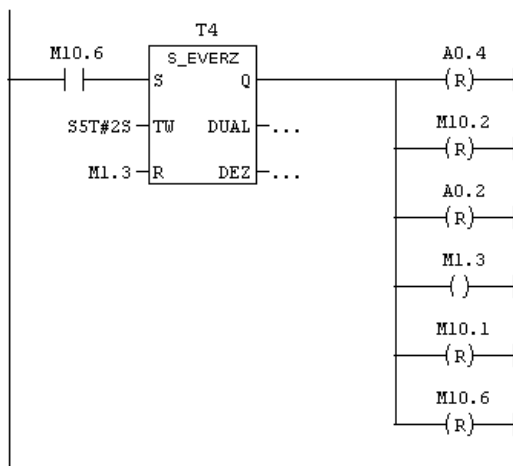 T4
M10.6
S_EVERZ
A0.4
S Q
(R)
S5T#2S TW DUAL ...
M10.2
(R)
M1.3 R DEZ ...
A0.2
(R)
M1.3
( )
M10.1
(R)
M10.6
(R)